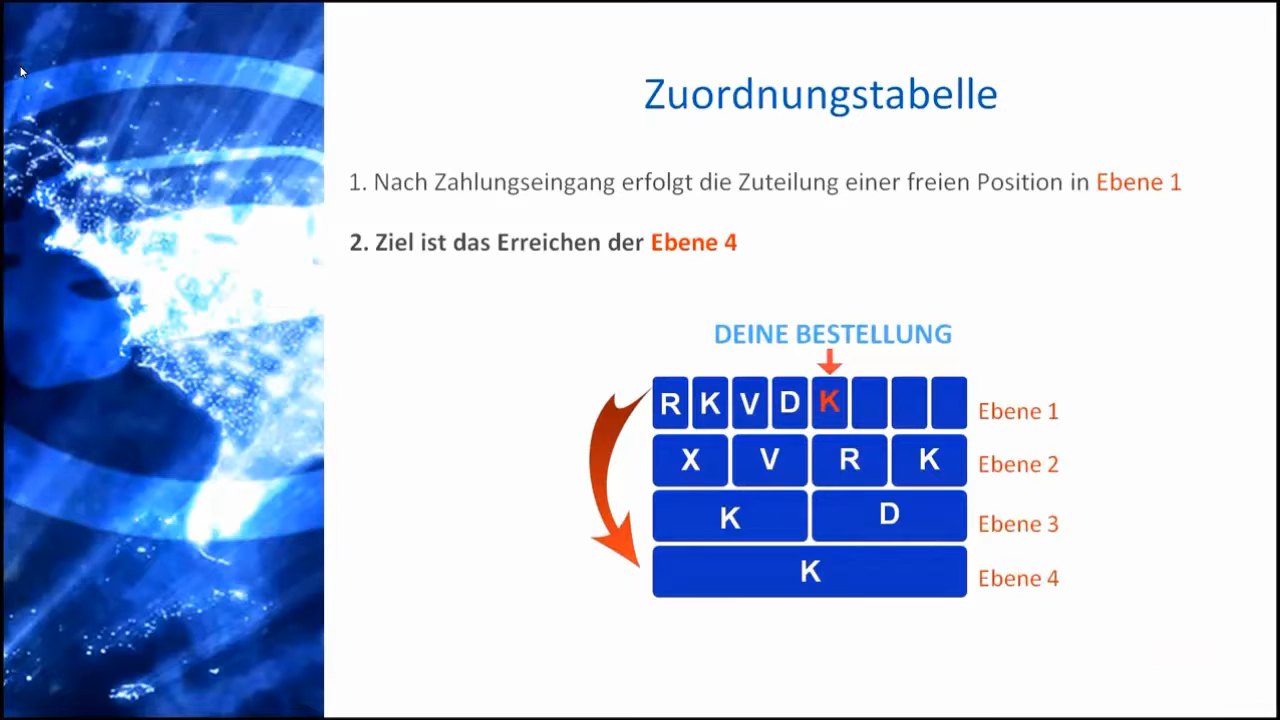 Zuordnungstabelle
1. Nach Zahlungseingang erfolgt die Zuteilung einer freien Position in Ebene 1
2. Ziel ist das Erreichen der Ebene 4
DEINE BESTELLUNG
R K V D K Ebene 1
X V R K Ebene 2
K D Ebene 3
K Ebene 4